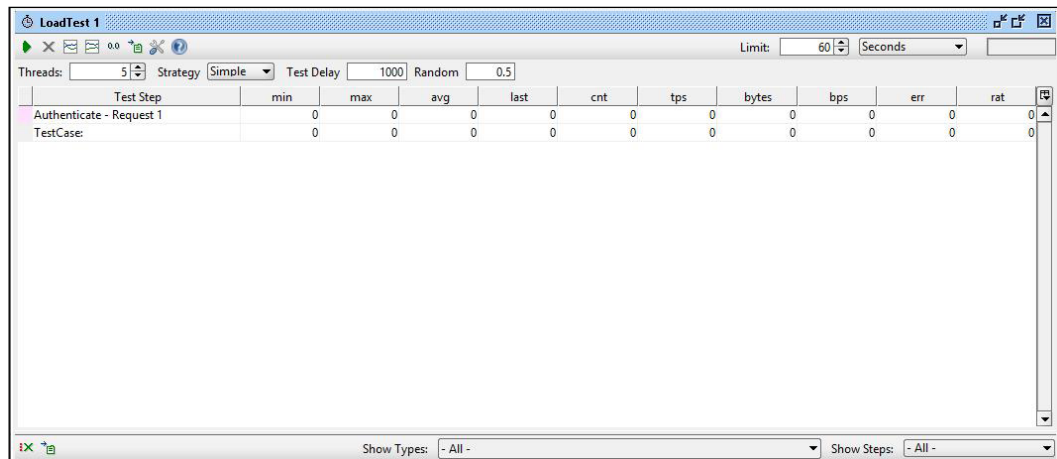 LoadTest 1
0.0 Limit: 60 Seconds
Threads: 5 Strategy Simple Test Delay 1000 Random 0.5
Test Step min max avg last cnt tps bytes bps err rat
Authenticate - Request 1 0 0 0 0 0 0 0 0 0 0
TestCase: 0 0 0 0 0 0 0 0 0 0
Show Types: - All - Show Steps: - All -